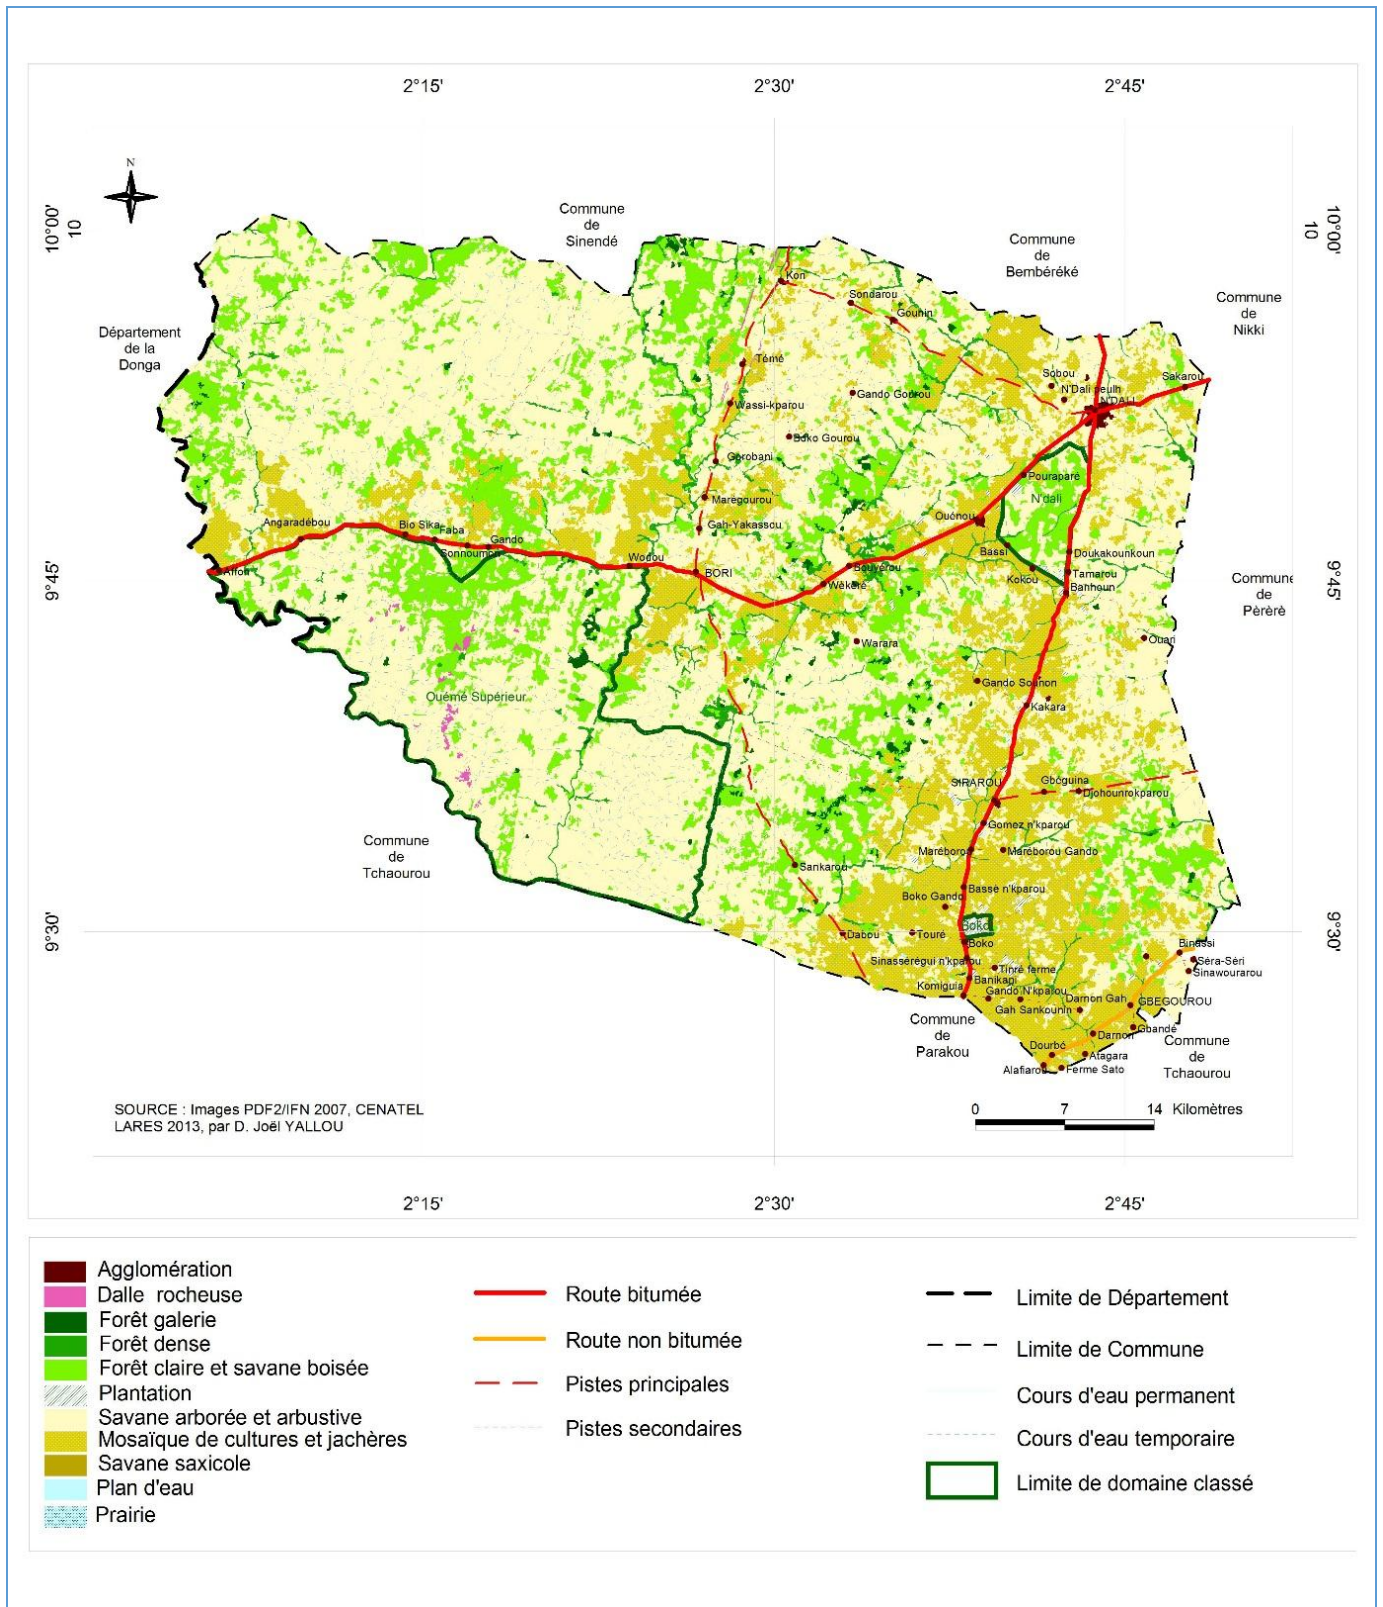 2°15'
2°30'
2°45'
N
10°00'
10
10°00'
10
Commune
de
Sinendé
Commune
de
Bembéréké
Commune
de
Nikki
Département
de la
Donga
Kon
Sondarou
Gounin
Témé
Sobou
N'Dali peulh
N'DALI
Sakarou
Wassi-kparou
Gando Gourou
Boko Gourou
Gorobani
Pouraparé
N'dali
Marégourou
Ouénou
Gah-Yakassou
Angaradébou
Bio Sika
Faba
Sonnoumon
Gando
Wodou
BORI
Bouyérou
Wèkèrè
Bassi
Kokou
Doukakounkoun
Tamarou
Banhoun
Affon
9°45'
9°45'
Commune
de
Pèrèrè
Ouari
Warara
Gando Sounon
Kakara
Ouémé Supérieur
SIRAROU
Gbéguina
Djohounrokparou
Gomez n'kparou
Maréborou
Maréborou Gando
Commune
de
Tchaourou
Sankarou
Bassè n'kparou
Boko Gando
Boko
9°30'
9°30'
Dabou
Touré
Boko
Binassi
Séra-Séri
Sinawourarou
Sinasséregui n'kparou
Tinré ferme
Banikani
Komiguia
Gando N'kparou
Gah Sankounin
Darnon Gah
GBEGOUROU
Commune
de
Parakou
Darnon
Gbandé
Dourbé
Atagara
Alafiarou
Ferme Sato
Commune
de
Tchaourou
SOURCE : Images PDF2/IFN 2007, CENATEL
LARES 2013, par D. Joël YALLOU
0 7 14 Kilomètres
2°15'
2°30'
2°45'
Agglomération
Dalle rocheuse
Forêt galerie
Forêt dense
Forêt claire et savane boisée
Plantation
Savane arborée et arbustive
Mosaïque de cultures et jachères
Savane saxicole
Plan d'eau
Prairie
Route bitumée
Route non bitumée
Pistes principales
Pistes secondaires
Limite de Département
Limite de Commune
Cours d'eau permanent
Cours d'eau temporaire
Limite de domaine classé